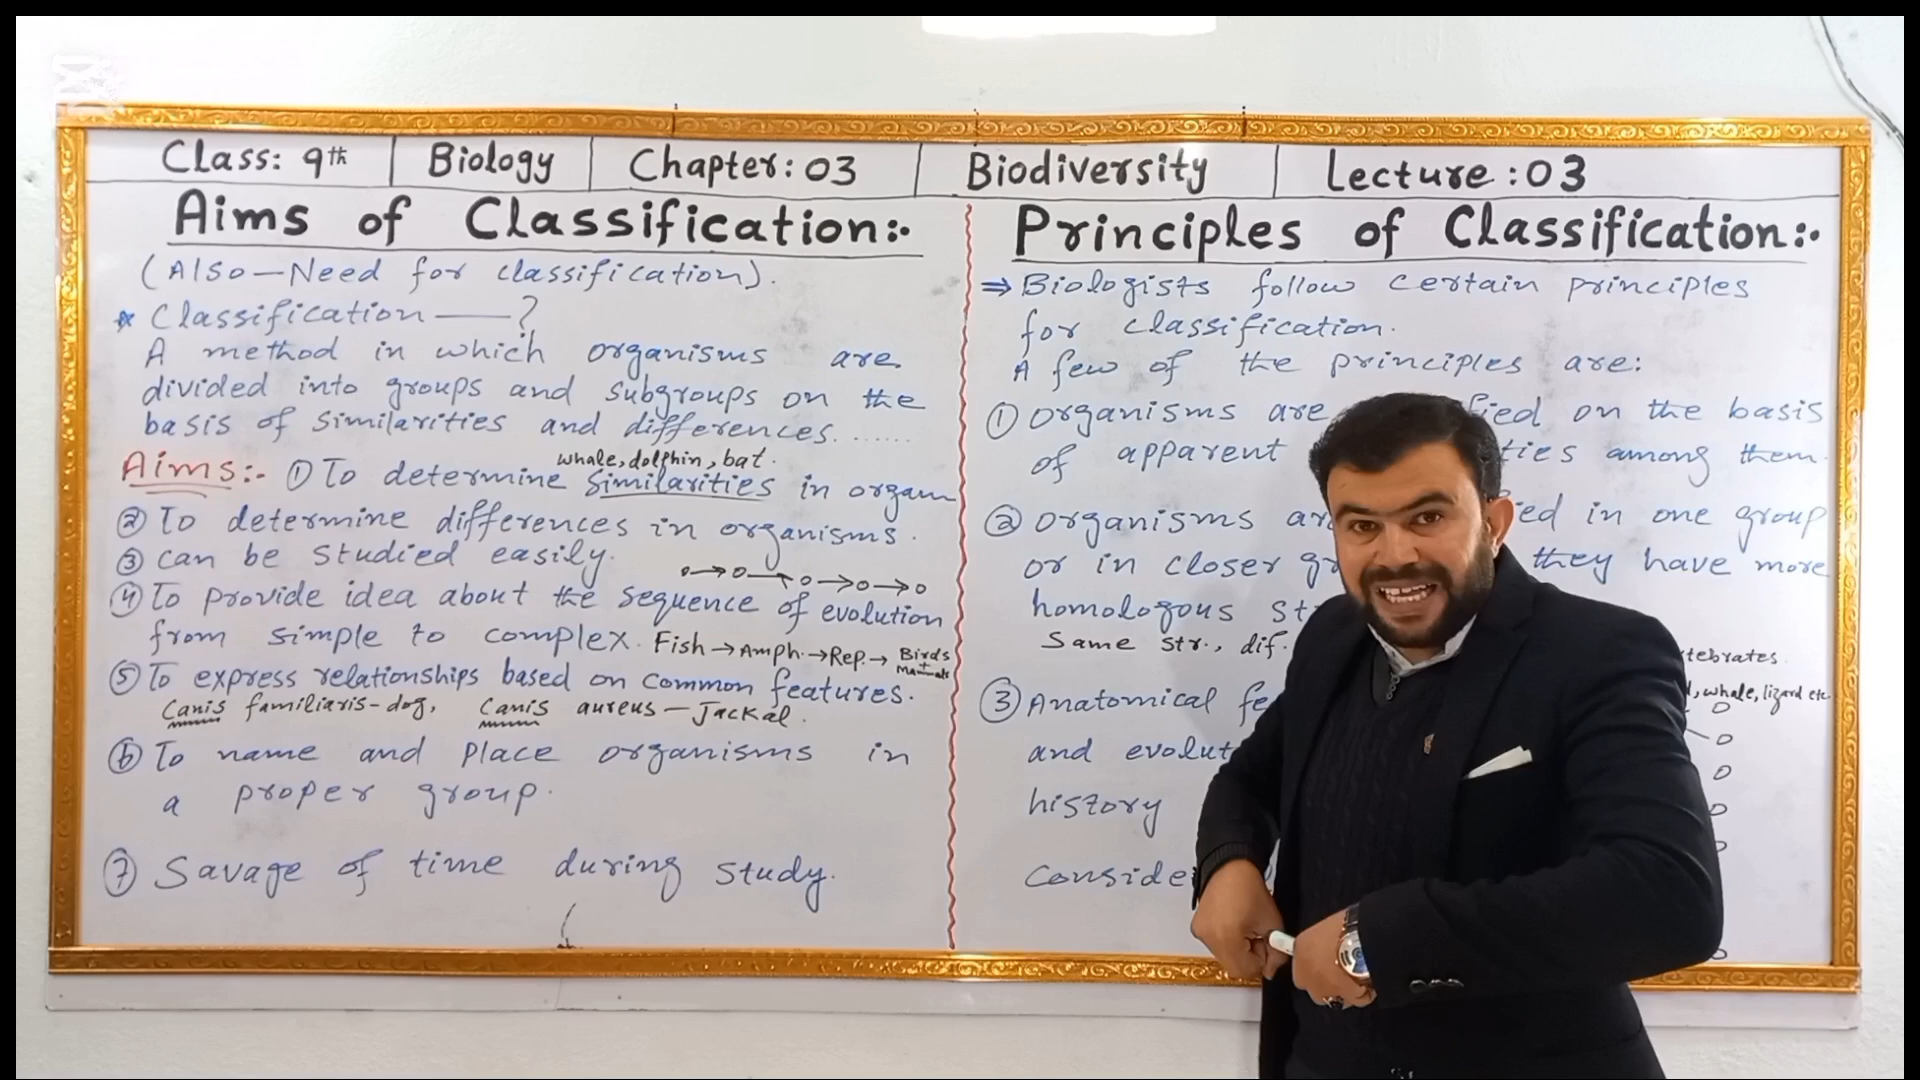 Class: 9th | Biology | Chapter: 03 | Biodiversity | Lecture: 03
Aims of Classification:.
(Also — Need for classification).
* Classification —— ?
A method in which organisms are
divided into groups and subgroups on the
basis of similarities and differences.......
whale, dolphin, bat.
Aims:- ① To determine similarities in organ
② To determine differences in organisms.
③ can be studied easily.
④ To provide idea about the sequence of evolution
from simple to complex. Fish → Amph. → Rep. → Birds + Mammals
⑤ To express relationships based on common features.
Canis familiaris - dog, Canis aureus — Jackal.
⑥ To name and place organisms in
a proper group.
⑦ Savage of time during study.
Principles of Classification:.
⇒ Biologists follow certain principles
for classification.
A few of the principles are:
① Organisms are fied on the basis
of apparent ties among them.
② Organisms ar ied in one group
or in closer gr they have more
homologous st
Same str., dif. tebrates.
whale, lizard etc.
③ Anatomical fe
and evolut
history
Conside